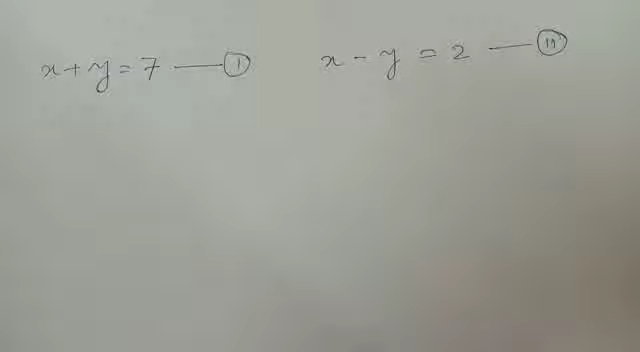 x + y = 7 — (I) x - y = 2 — (II)